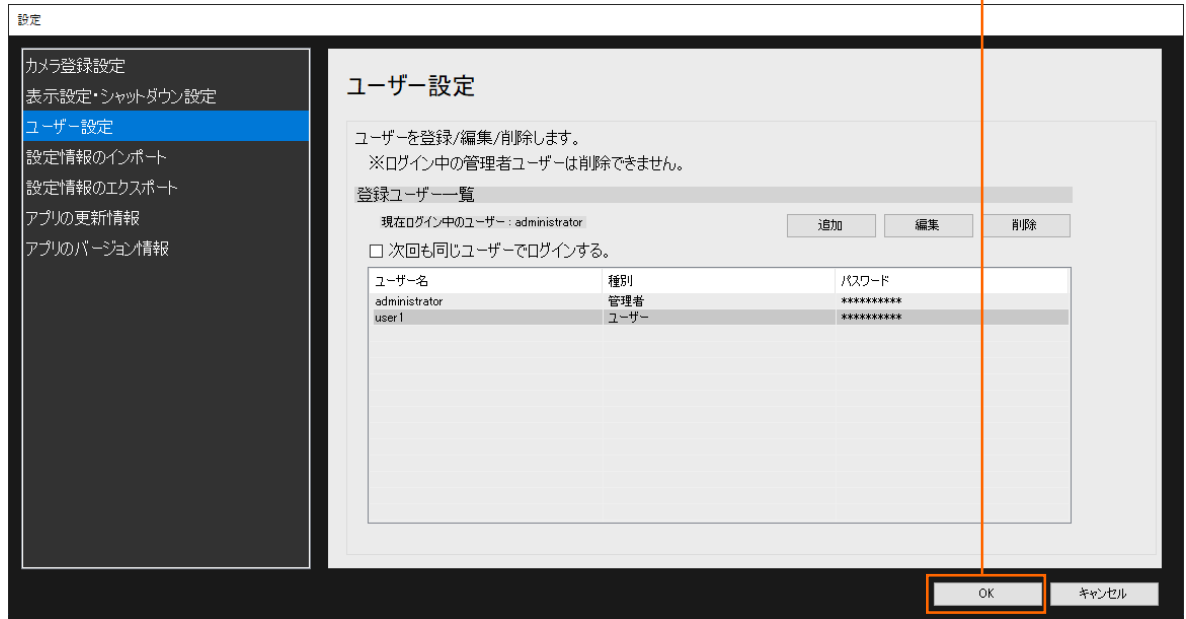 設定
カメラ登録設定
表示設定・シャットダウン設定
ユーザー設定
設定情報のインポート
設定情報のエクスポート
アプリの更新情報
アプリのバージョン情報
ユーザー設定
ユーザーを登録/編集/削除します。
※ログイン中の管理者ユーザーは削除できません。
登録ユーザー一覧
現在ログイン中のユーザー : administrator
追加 編集 削除
次回も同じユーザーでログインする。
ユーザー名 種別 パスワード
administrator 管理者 **********
user1 ユーザー **********
OK キャンセル